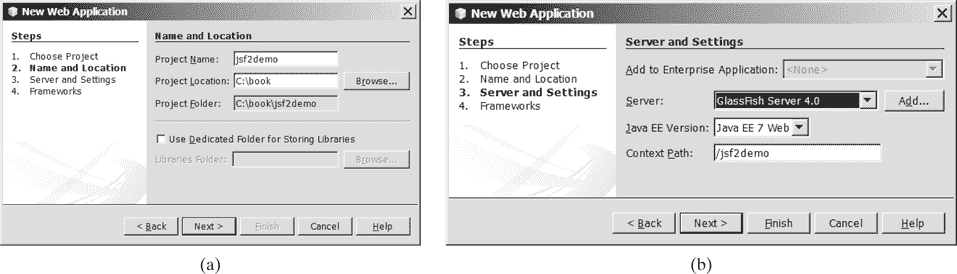 New Web Application
Steps
1. Choose Project
2. Name and Location
3. Server and Settings
4. Frameworks
Name and Location
Project Name: jsf2demo
Project Location: C:\book Browse...
Project Folder: C:\book\jsf2demo
Use Dedicated Folder for Storing Libraries
Libraries Folder: Browse...
< Back Next > Finish Cancel Help
(a)
New Web Application
Steps
1. Choose Project
2. Name and Location
3. Server and Settings
4. Frameworks
Server and Settings
Add to Enterprise Application: <None>
Server: GlassFish Server 4.0 Add...
Java EE Version: Java EE 7 Web
Context Path: /jsf2demo
< Back Next > Finish Cancel Help
(b)